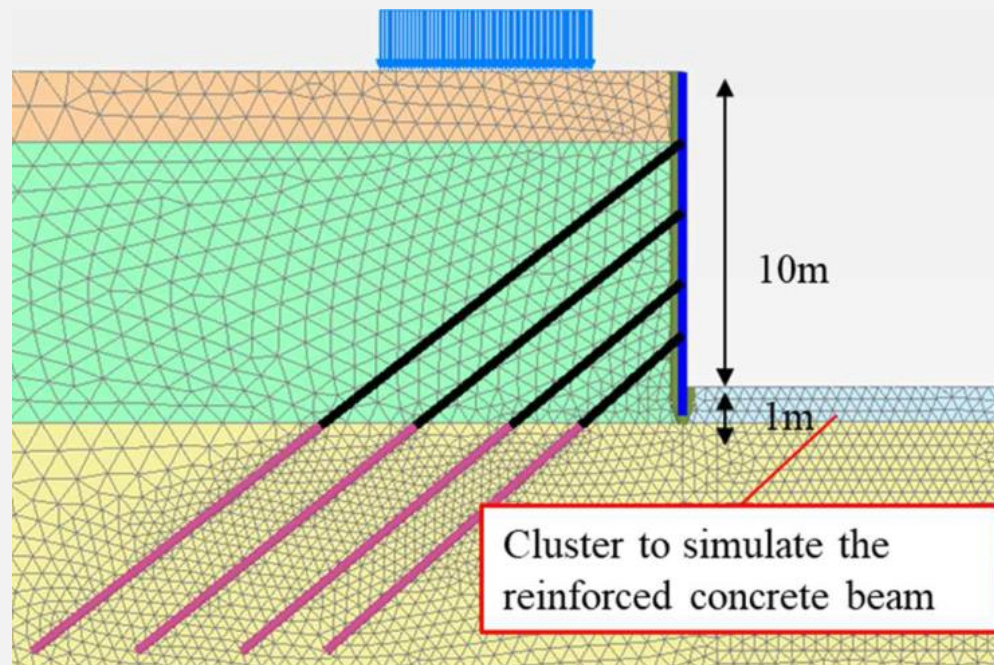 10m
1m
Cluster to simulate the
reinforced concrete beam